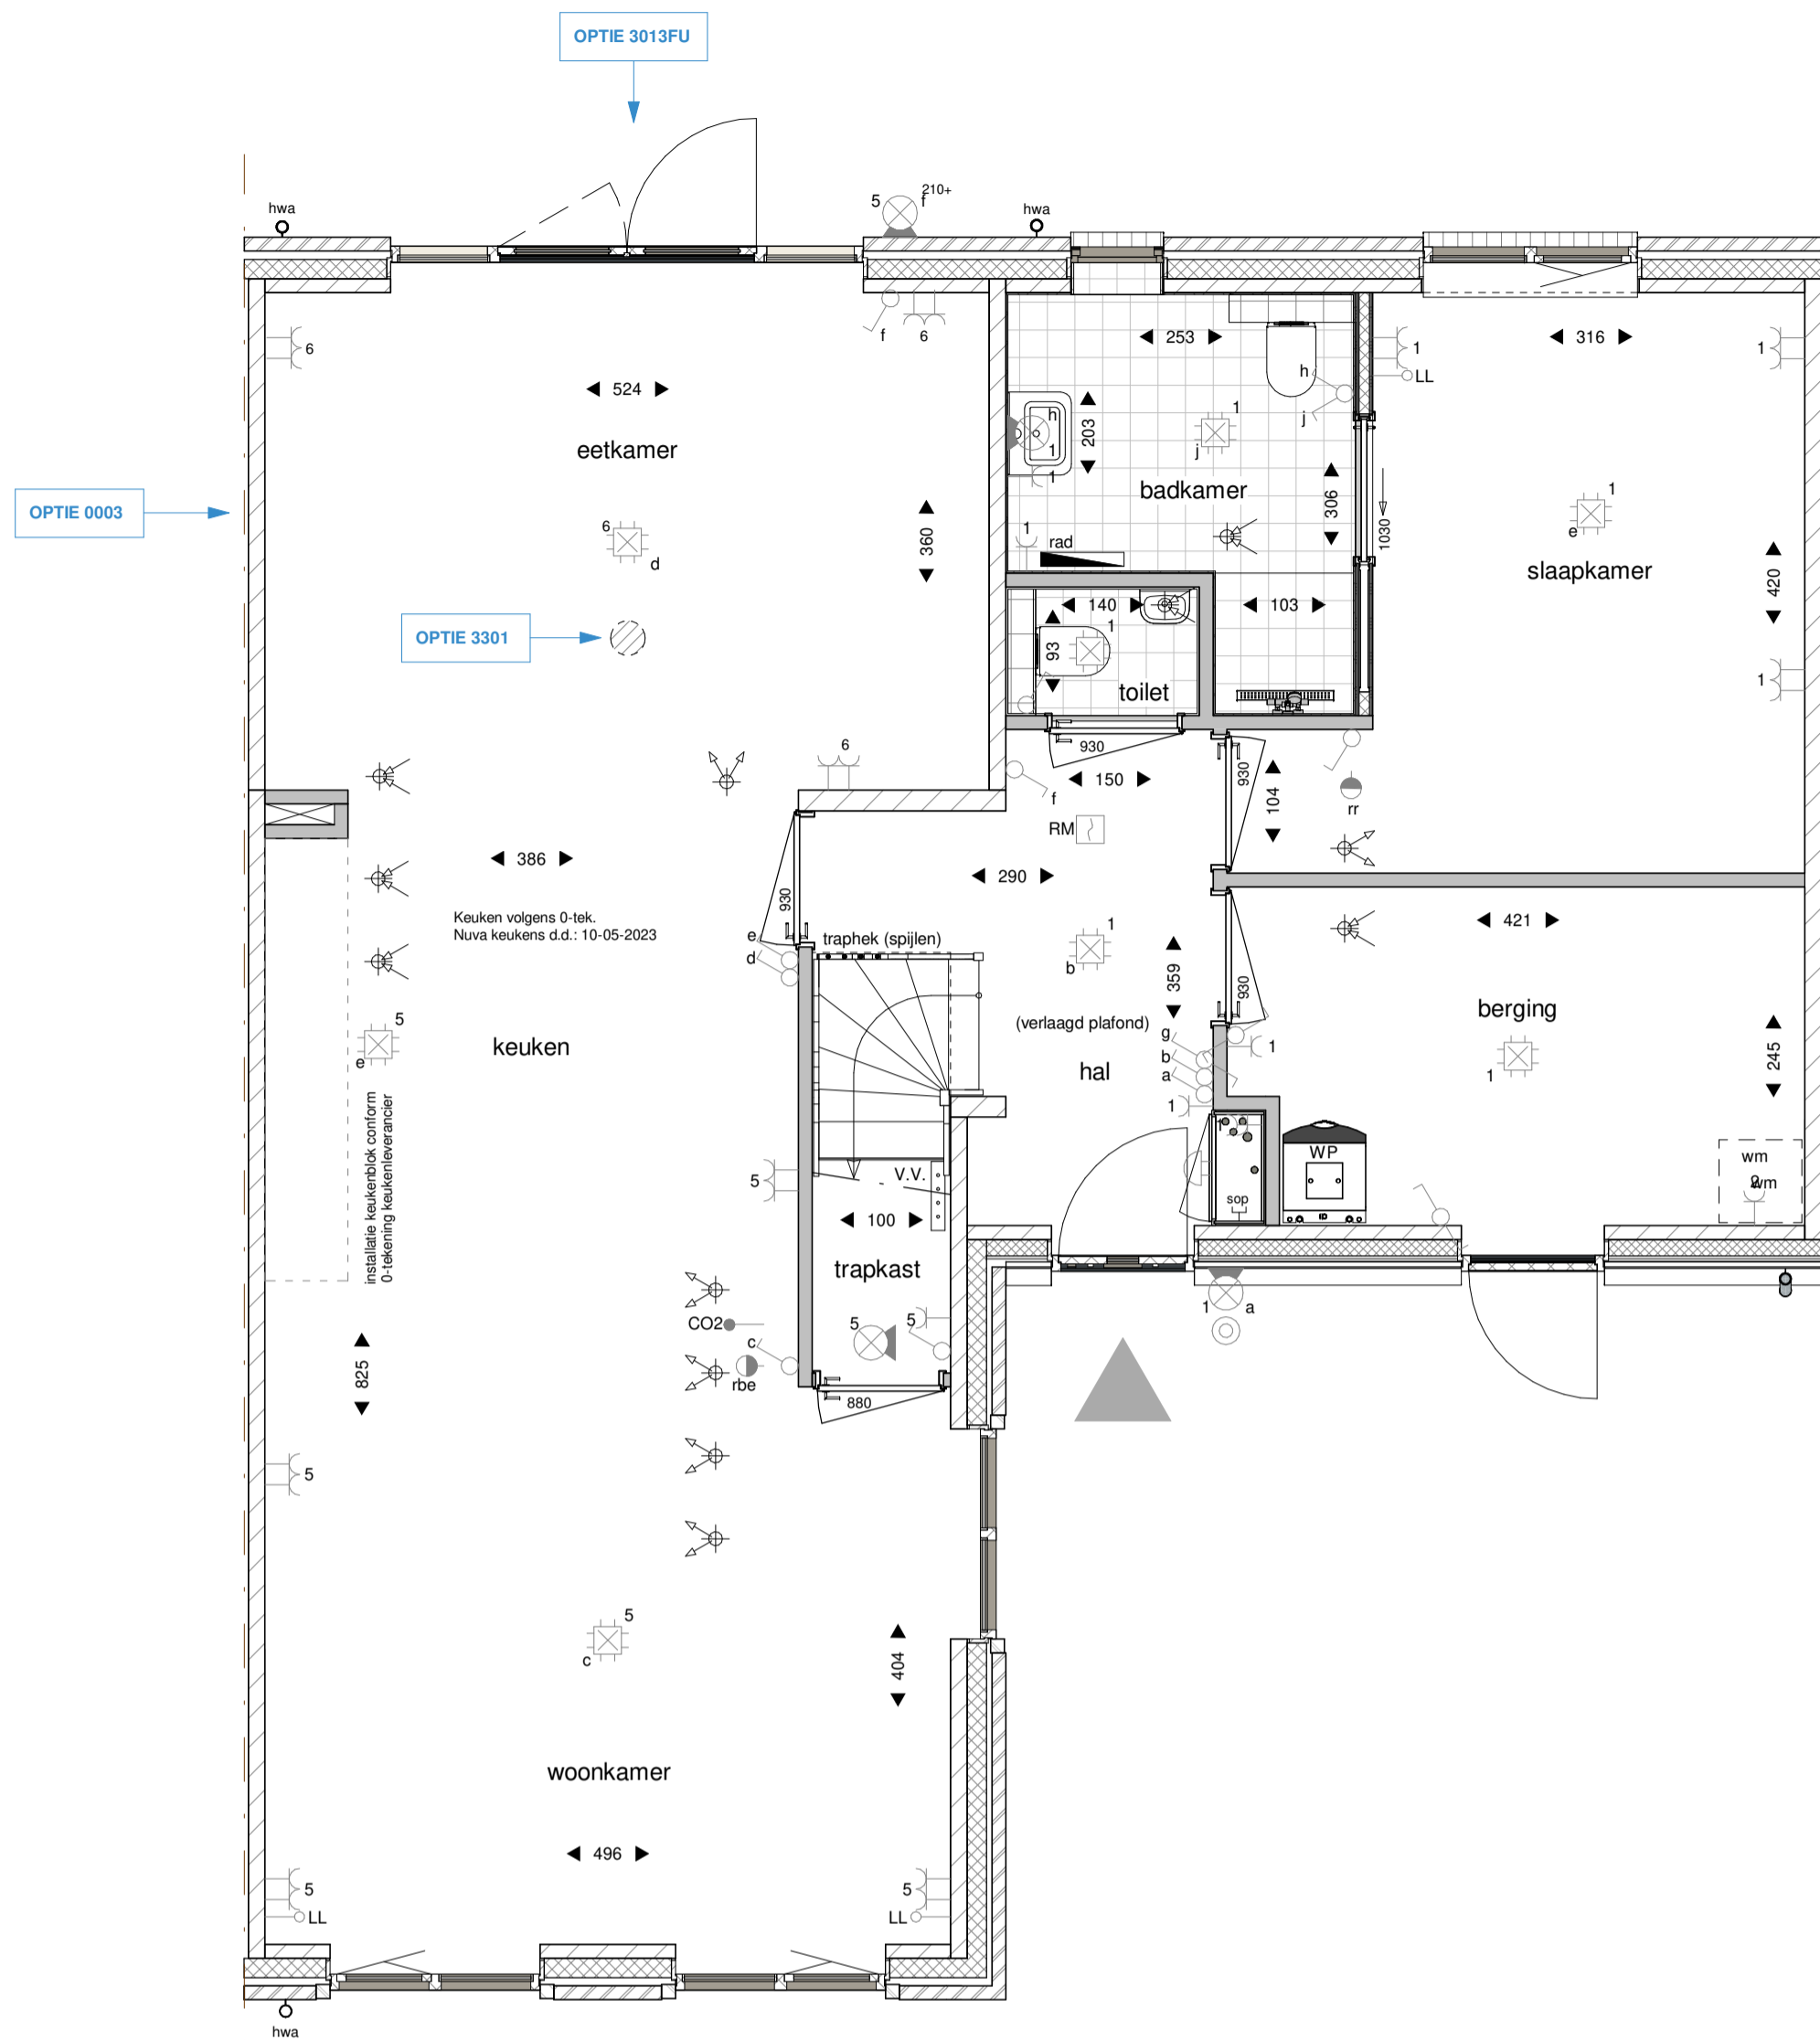 OPTIE 3013FU
hwa
5
f
210+
hwa
6
f
6
253
h
j
1
LL
316
1
524
h
1
1
203
1
j
eetkamer
badkamer
306
1030
1
e
slaapkamer
OPTIE 0003
6
d
360
1
rad
420
OPTIE 3301
140
1
93
toilet
103
1
6
930
150
f
930
104
rr
RM
386
290
930
Keuken volgens 0-tek.
Nuva keukens d.d.: 10-05-2023
e
d
traphek (spijlen)
1
b
359
421
930
berging
5
e
keuken
(verlaagd plafond)
hal
g
b
a
1
1
1
245
installatie keukenblok conform
0-tekening keukenleverancier
5
V.V.
1
WP
sop
wm
2
wm
100
trapkast
CO2
c
rbe
5
5
1
a
825
880
5
5
c
404
woonkamer
496
5
LL
5
LL
hwa